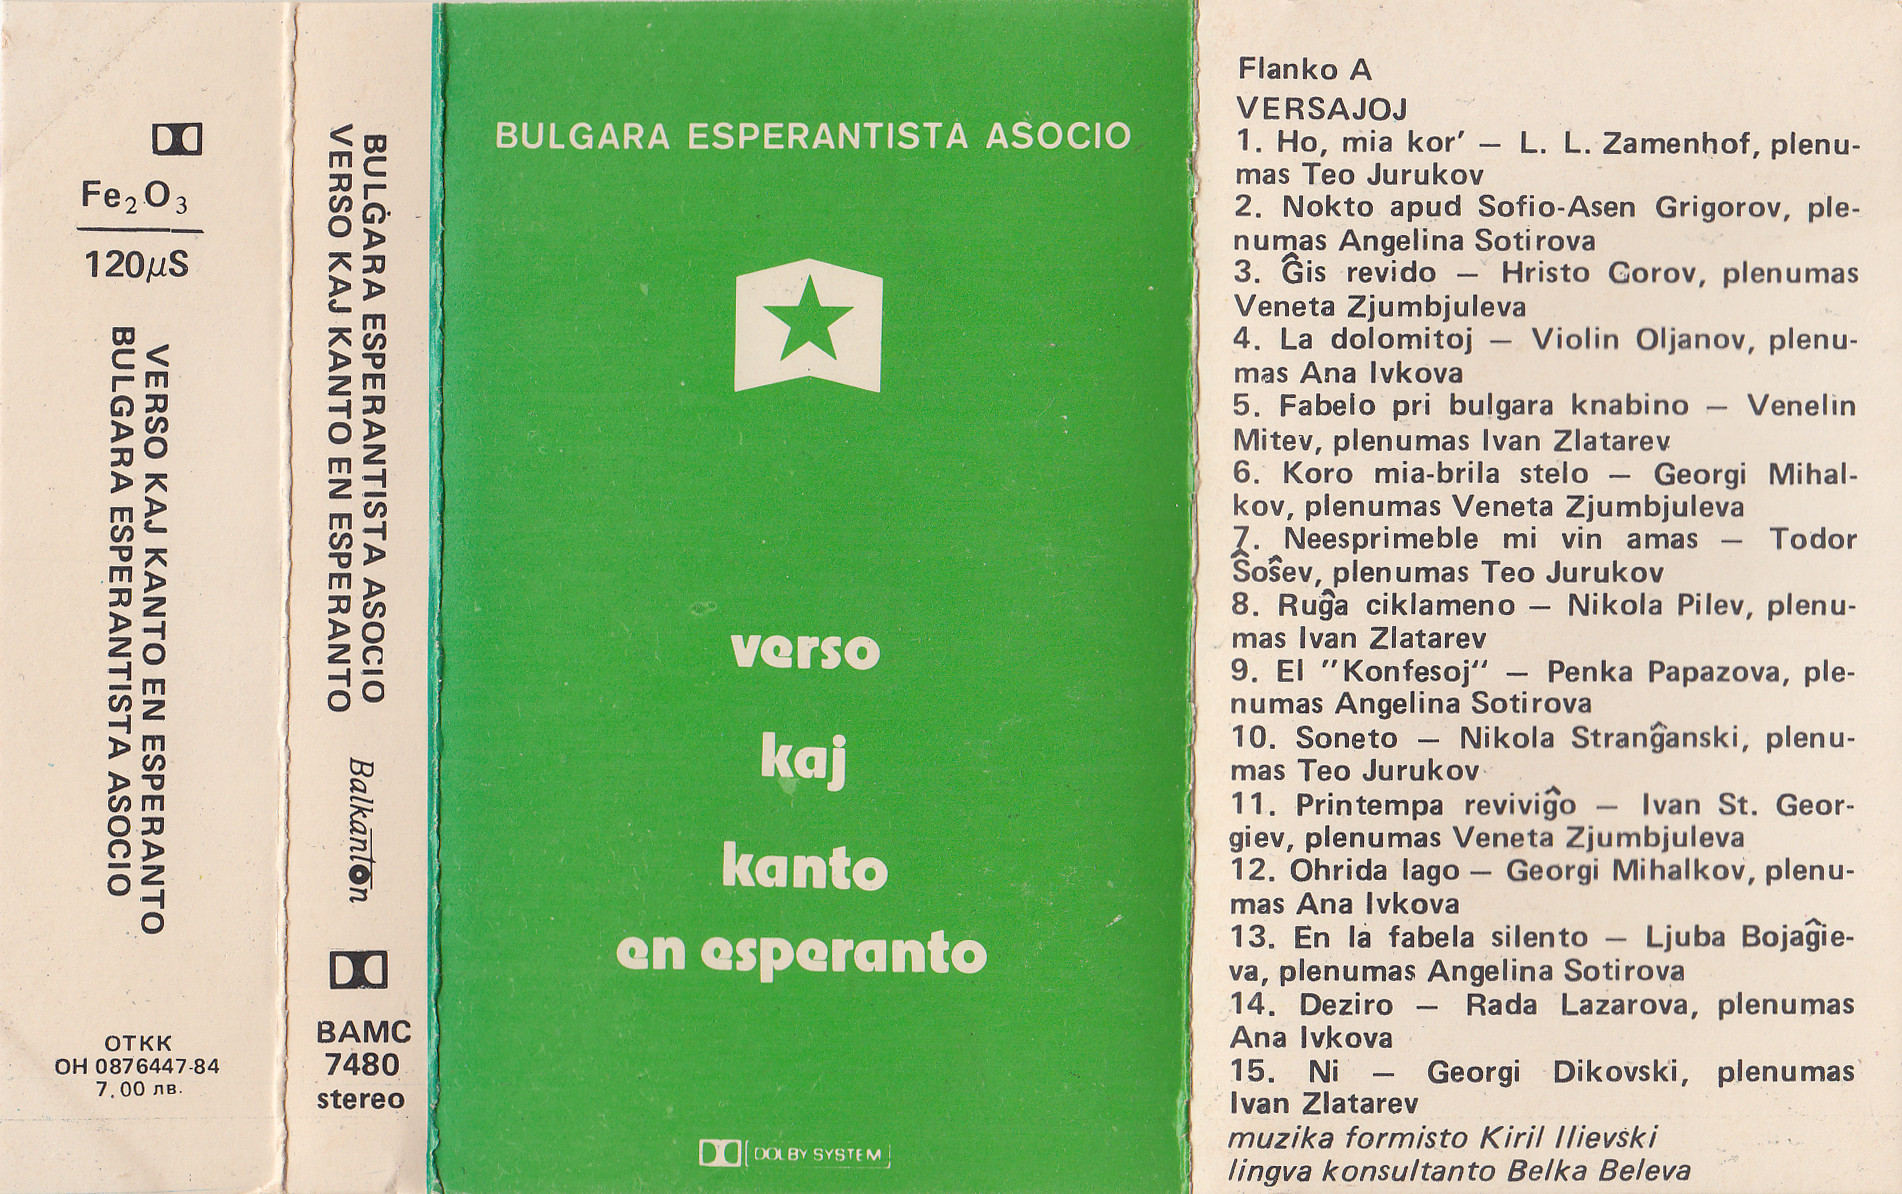 Fe2O3
120µS
VERSO KAJ KANTO EN ESPERANTO
BULGARA ESPERANTISTA ASOCIO
ОТКК
ОН 0876447-84
7.00 лв.
BULGARA ESPERANTISTA ASOCIO
VERSO KAJ KANTO EN ESPERANTO
Balkanton
BAMC
7480
stereo
BULGARA ESPERANTISTA ASOCIO
verso
kaj
kanto
en esperanto
DOLBY SYSTEM
Flanko A
VERSAJOJ
1. Ho, mia kor’ — L. L. Zamenhof, plenu-
mas Teo Jurukov
2. Nokto apud Sofio-Asen Grigorov, ple-
numas Angelina Sotirova
3. Ĝis revido — Hristo Gorov, plenumas
Veneta Zjumbjuleva
4. La dolomitoj — Violin Oljanov, plenu-
mas Ana Ivkova
5. Fabelo pri bulgara knabino — Venelin
Mitev, plenumas Ivan Zlatarev
6. Koro mia-brila stelo — Georgi Mihal-
kov, plenumas Veneta Zjumbjuleva
7. Neesprimeble mi vin amas — Todor
Ŝoŝev, plenumas Teo Jurukov
8. Ruĝa ciklameno — Nikola Pilev, plenu-
mas Ivan Zlatarev
9. El ″Konfesoj“ — Penka Papazova, ple-
numas Angelina Sotirova
10. Soneto — Nikola Stranĝanski, plenu-
mas Teo Jurukov
11. Printempa reviviĝo — Ivan St. Geor-
giev, plenumas Veneta Zjumbjuleva
12. Ohrida lago — Georgi Mihalkov, plenu-
mas Ana Ivkova
13. En la fabela silento — Ljuba Bojaĝie-
va, plenumas Angelina Sotirova
14. Deziro — Rada Lazarova, plenumas
Ana Ivkova
15. Ni — Georgi Dikovski, plenumas
Ivan Zlatarev
muzika formisto Kiril Ilievski
lingva konsultanto Belka Beleva